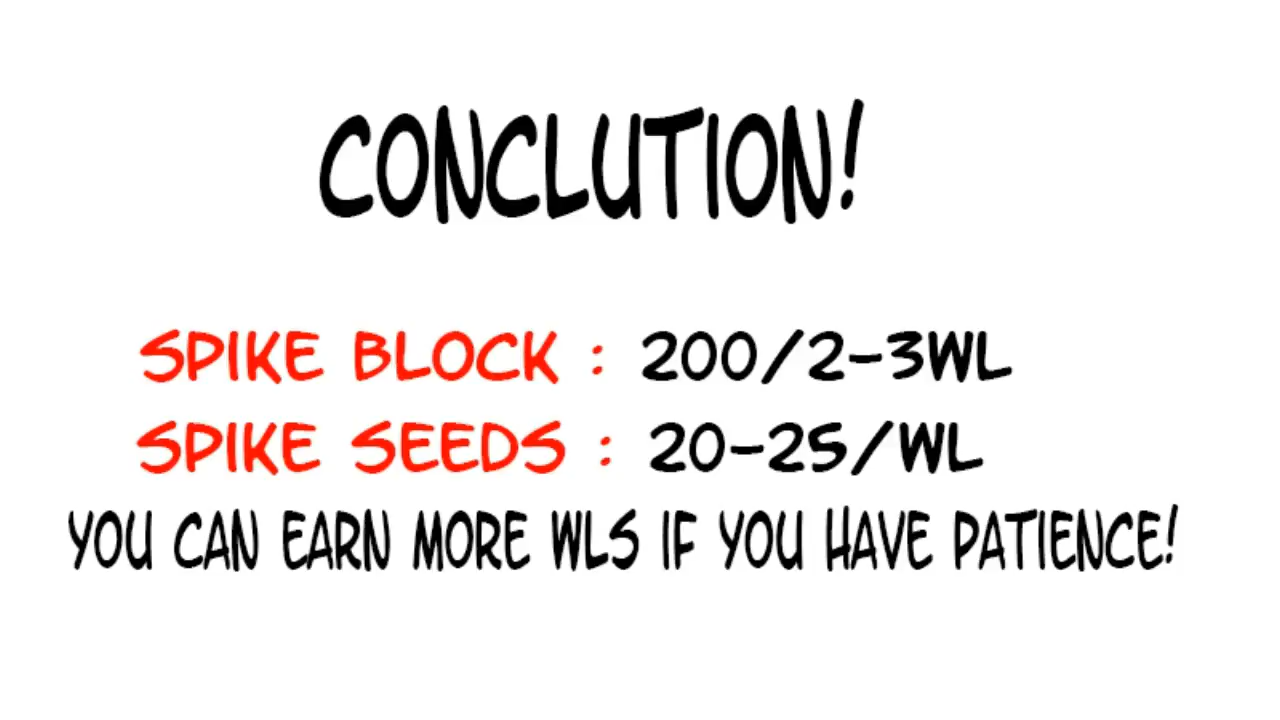 CONCLUTION!
SPIKE BLOCK : 200/2-3WL
SPIKE SEEDS : 20-25/WL
YOU CAN EARN MORE WLS IF YOU HAVE PATIENCE!